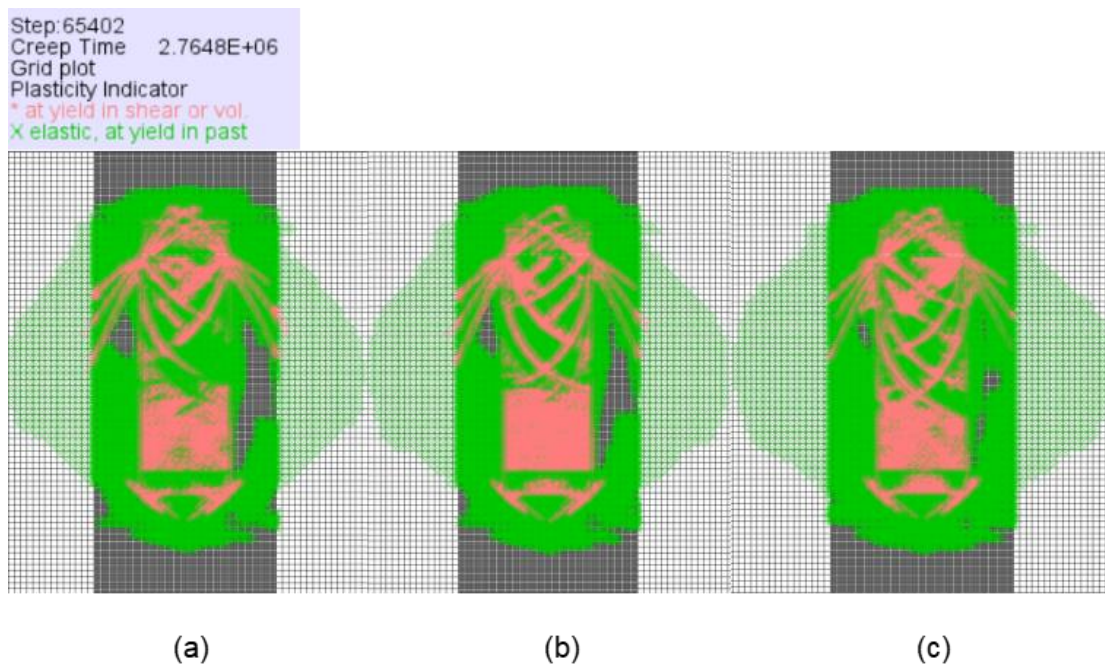 Step:65402
Creep Time 2.7648E+06
Grid plot
Plasticity Indicator
* at yield in shear or vol.
X elastic, at yield in past
(a) (b) (c)